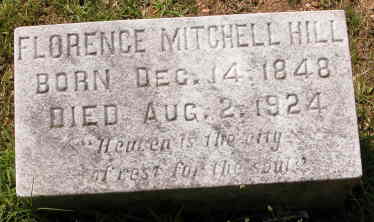 FLORENCE MITCHELL HILL
BORN DEC. 14. 1848
DIED AUG. 2. 1924
"Heaven is the city
of rest for the soul"